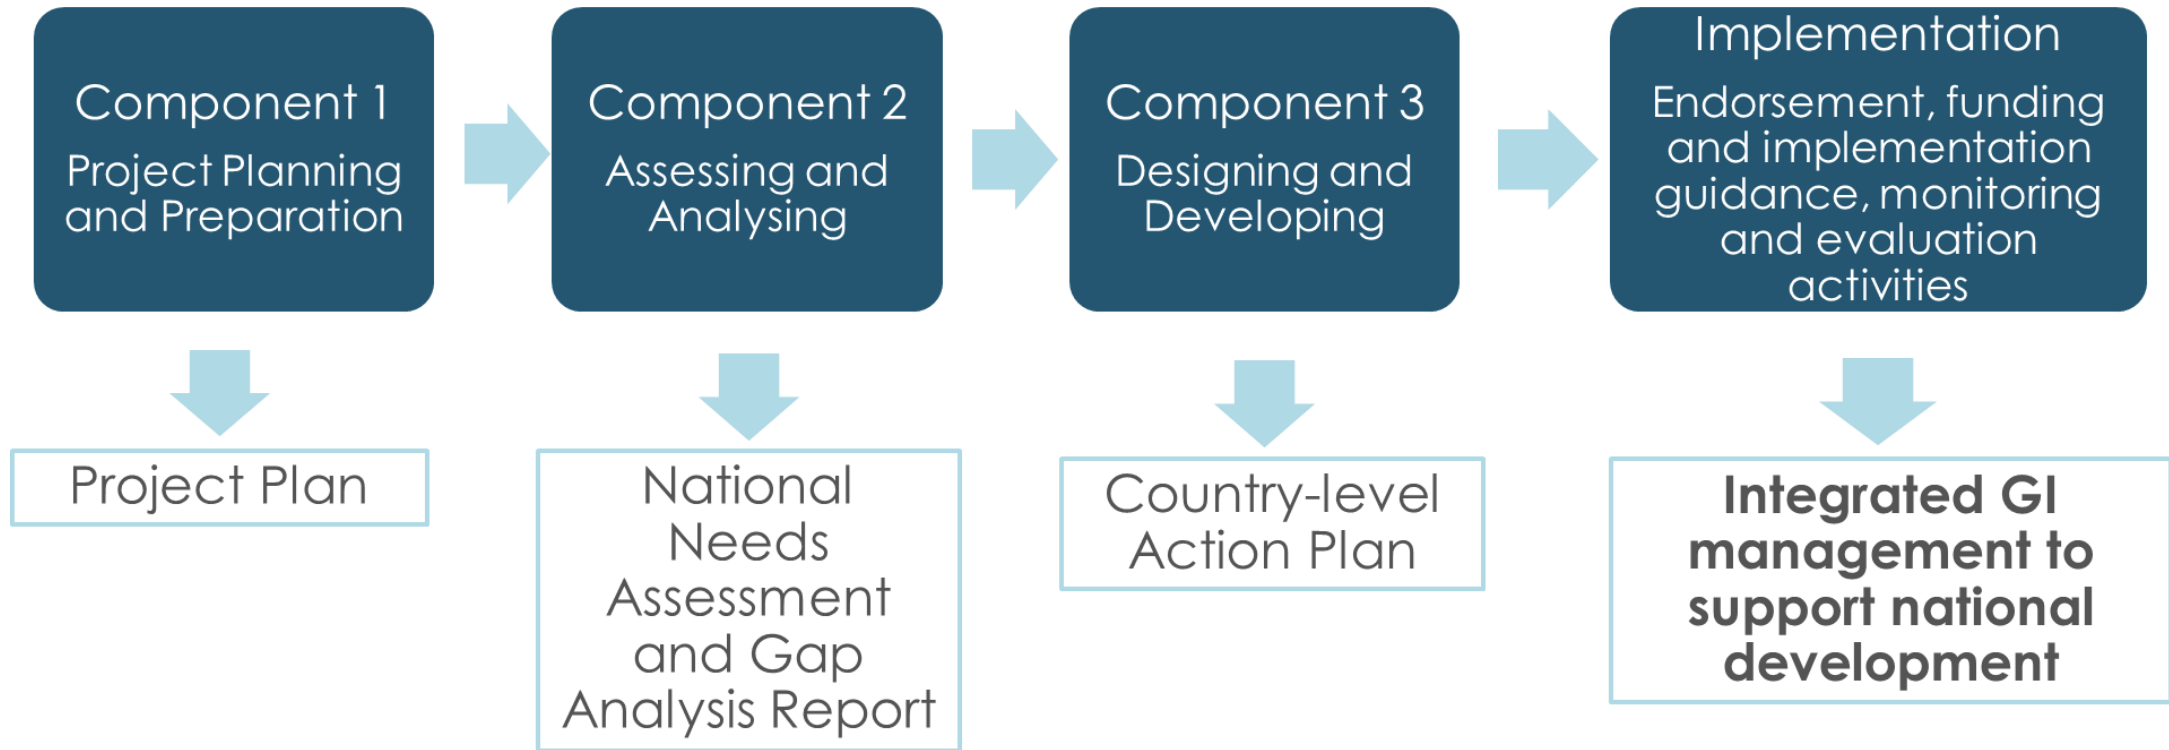 Component 1
Project Planning
and Preparation
Component 2
Assessing and
Analysing
Component 3
Designing and
Developing
Implementation
Endorsement, funding
and implementation
guidance, monitoring
and evaluation
activities
Project Plan
National
Needs
Assessment
and Gap
Analysis Report
Country-level
Action Plan
Integrated GI
management to
support national
development